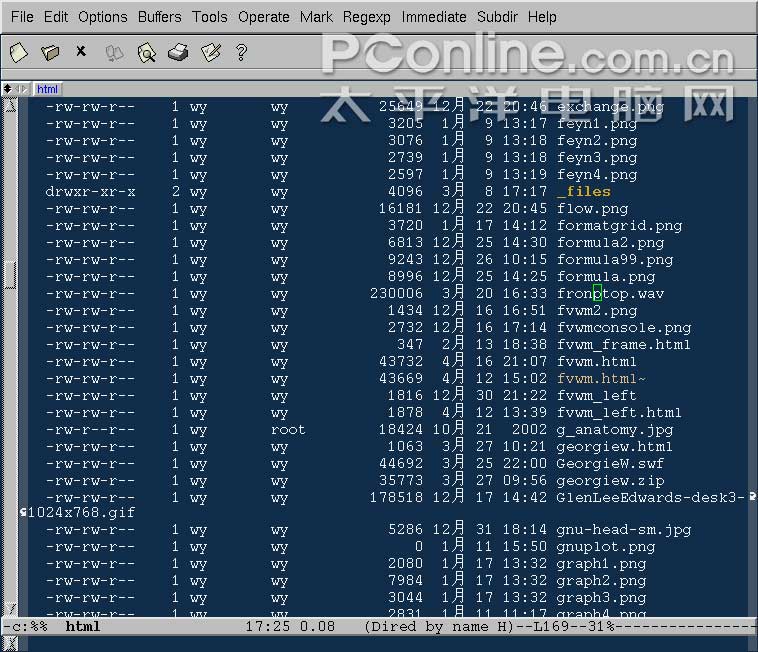 File Edit Options Buffers Tools Operate Mark Regexp Immediate Subdir Help
PConline.com.cn
太平洋电脑网
html
-rw-rw-r-- 1 wy wy 25649 12月 22 20:46 exchange.png
-rw-rw-r-- 1 wy wy 3205 1月 9 13:17 feyn1.png
-rw-rw-r-- 1 wy wy 3076 1月 9 13:18 feyn2.png
-rw-rw-r-- 1 wy wy 2739 1月 9 13:18 feyn3.png
-rw-rw-r-- 1 wy wy 2597 1月 9 13:19 feyn4.png
drwxr-xr-x 2 wy wy 4096 3月 8 17:17 _files
-rw-rw-r-- 1 wy wy 16181 12月 22 20:45 flow.png
-rw-rw-r-- 1 wy wy 3720 1月 17 14:12 formatgrid.png
-rw-rw-r-- 1 wy wy 6813 12月 25 14:30 formula2.png
-rw-rw-r-- 1 wy wy 9243 12月 26 10:15 formula99.png
-rw-rw-r-- 1 wy wy 8996 12月 25 14:25 formula.png
-rw-rw-r-- 1 wy wy 230006 3月 20 16:33 fronptop.wav
-rw-rw-r-- 1 wy wy 1434 12月 16 16:51 fvwm2.png
-rw-rw-r-- 1 wy wy 2732 12月 16 17:14 fvwmconsole.png
-rw-rw-r-- 1 wy wy 347 2月 13 18:38 fvwm_frame.html
-rw-rw-r-- 1 wy wy 43732 4月 16 21:07 fvwm.html
-rw-rw-r-- 1 wy wy 43669 4月 12 15:02 fvwm.html~
-rw-rw-r-- 1 wy wy 1816 12月 30 21:22 fvwm_left
-rw-rw-r-- 1 wy wy 1878 4月 12 13:39 fvwm_left.html
-rw-r--r-- 1 wy root 18424 10月 21 2002 g_anatomy.jpg
-rw-rw-r-- 1 wy wy 1063 3月 27 10:21 georgiew.html
-rw-rw-r-- 1 wy wy 44692 3月 25 22:00 GeorgieW.swf
-rw-rw-r-- 1 wy wy 35773 3月 27 09:56 georgiew.zip
-rw-rw-r-- 1 wy wy 178518 12月 17 14:42 GlenLeeEdwards-desk3-
1024x768.gif
-rw-rw-r-- 1 wy wy 5286 12月 31 18:14 gnu-head-sm.jpg
-rw-rw-r-- 1 wy wy 0 1月 11 15:50 gnuplot.png
-rw-rw-r-- 1 wy wy 2080 1月 17 13:32 graph1.png
-rw-rw-r-- 1 wy wy 7984 1月 17 13:32 graph2.png
-rw-rw-r-- 1 wy wy 3044 1月 17 13:32 graph3.png
-rw-rw-r-- 1 wy wy 2831 1月 11 11:17 graph4.png
-c:%% html 17:25 0.08 (Dired by name H)--L169--31%----------------